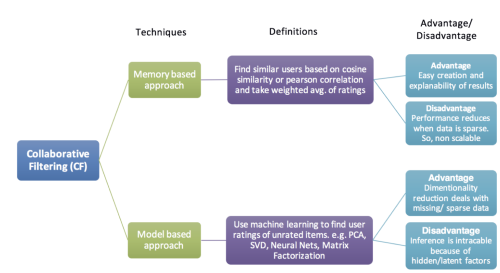 Techniques
Definitions
Advantage/
Disadvantage
Memory based
approach
Find similar users based on cosine
similarity or pearson correlation
and take weighted avg. of ratings
Advantage
Easy creation and
explanability of results
Disadvantage
Performance reduces
when data is sparse.
So, non scalable
Collaborative
Filtering (CF)
Model based
approach
Use machine learning to find user
ratings of unrated items. e.g. PCA,
SVD, Neural Nets, Matrix
Factorization
Advantage
Dimentionality
reduction deals with
missing/ sparse data
Disadvantage
Inference is intracable
because of
hidden/latent factors